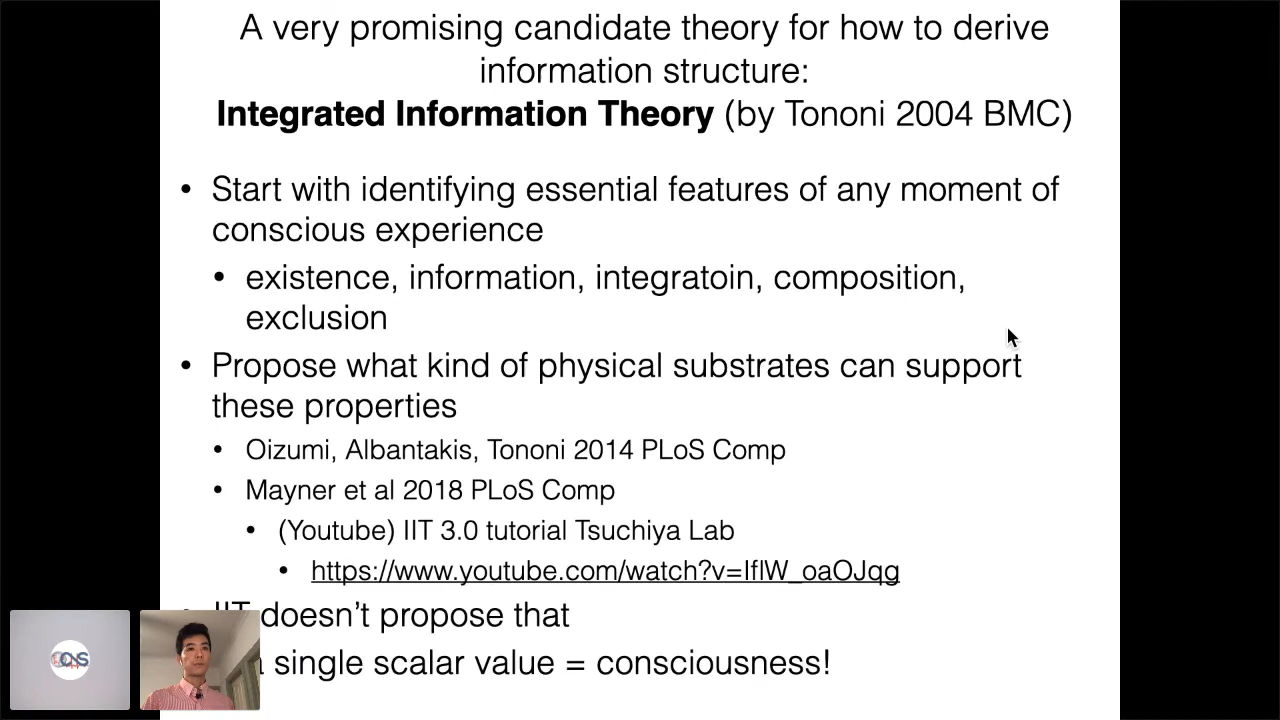 A very promising candidate theory for how to derive
information structure:
Integrated Information Theory (by Tononi 2004 BMC)
• Start with identifying essential features of any moment of
conscious experience
• existence, information, integratoin, composition,
exclusion
• Propose what kind of physical substrates can support
these properties
• Oizumi, Albantakis, Tononi 2014 PLoS Comp
• Mayner et al 2018 PLoS Comp
• (Youtube) IIT 3.0 tutorial Tsuchiya Lab
• https://www.youtube.com/watch?v=IfIW_oaOJqg
• IIT doesn't propose that
a single scalar value = consciousness!